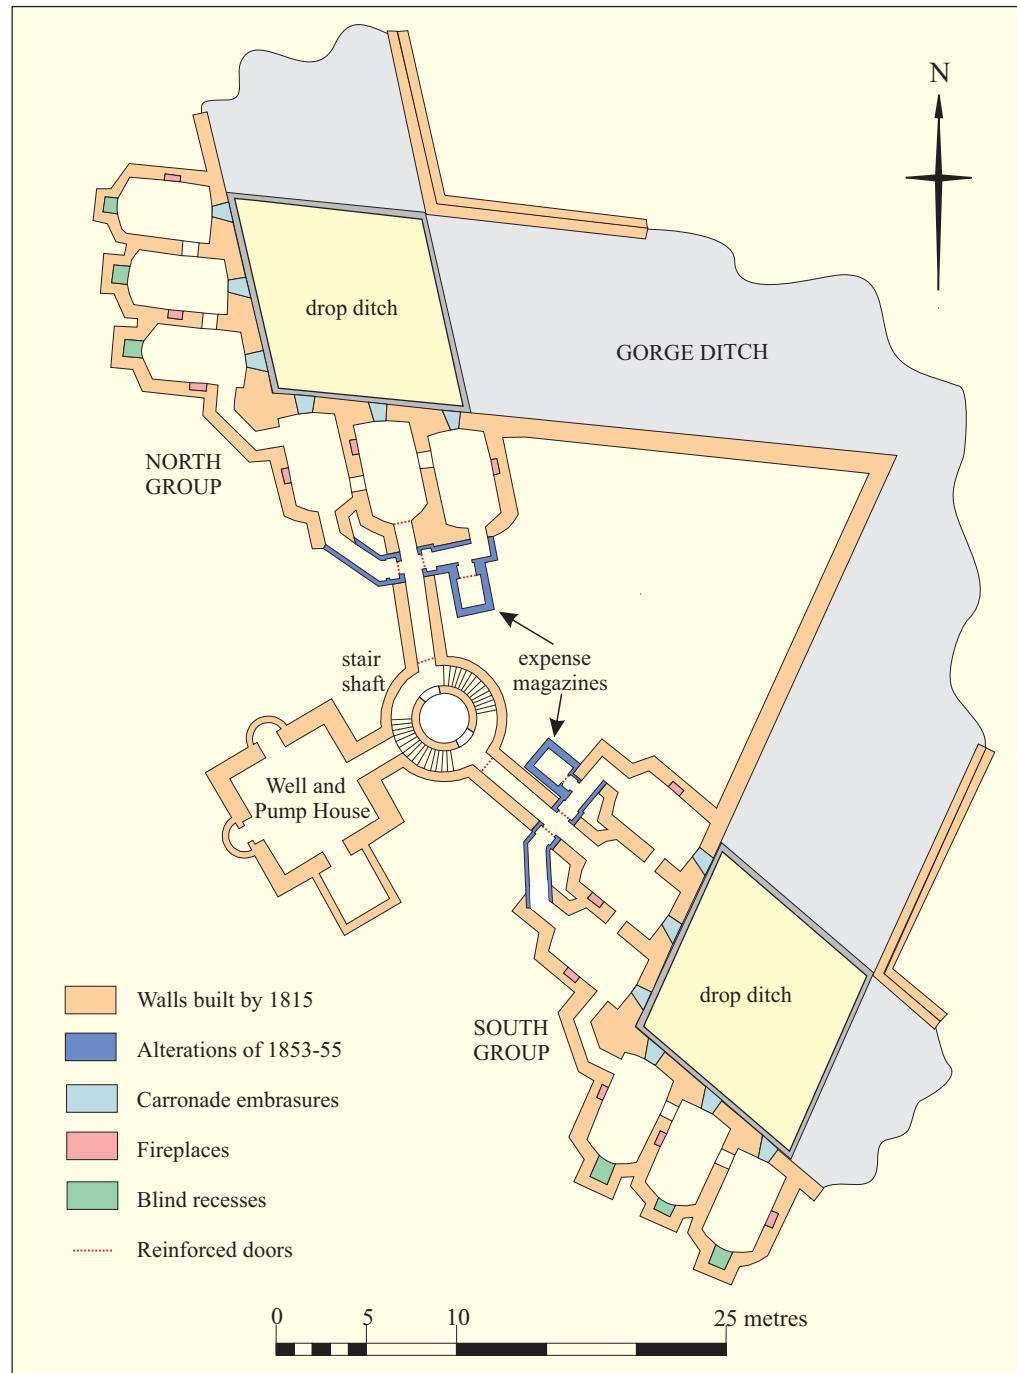 N
drop ditch
GORGE DITCH
NORTH
GROUP
stair
shaft
expense
magazines
Well and
Pump House
drop ditch
SOUTH
GROUP
Walls built by 1815
Alterations of 1853-55
Carronade embrasures
Fireplaces
Blind recesses
Reinforced doors
0 5 10 25 metres